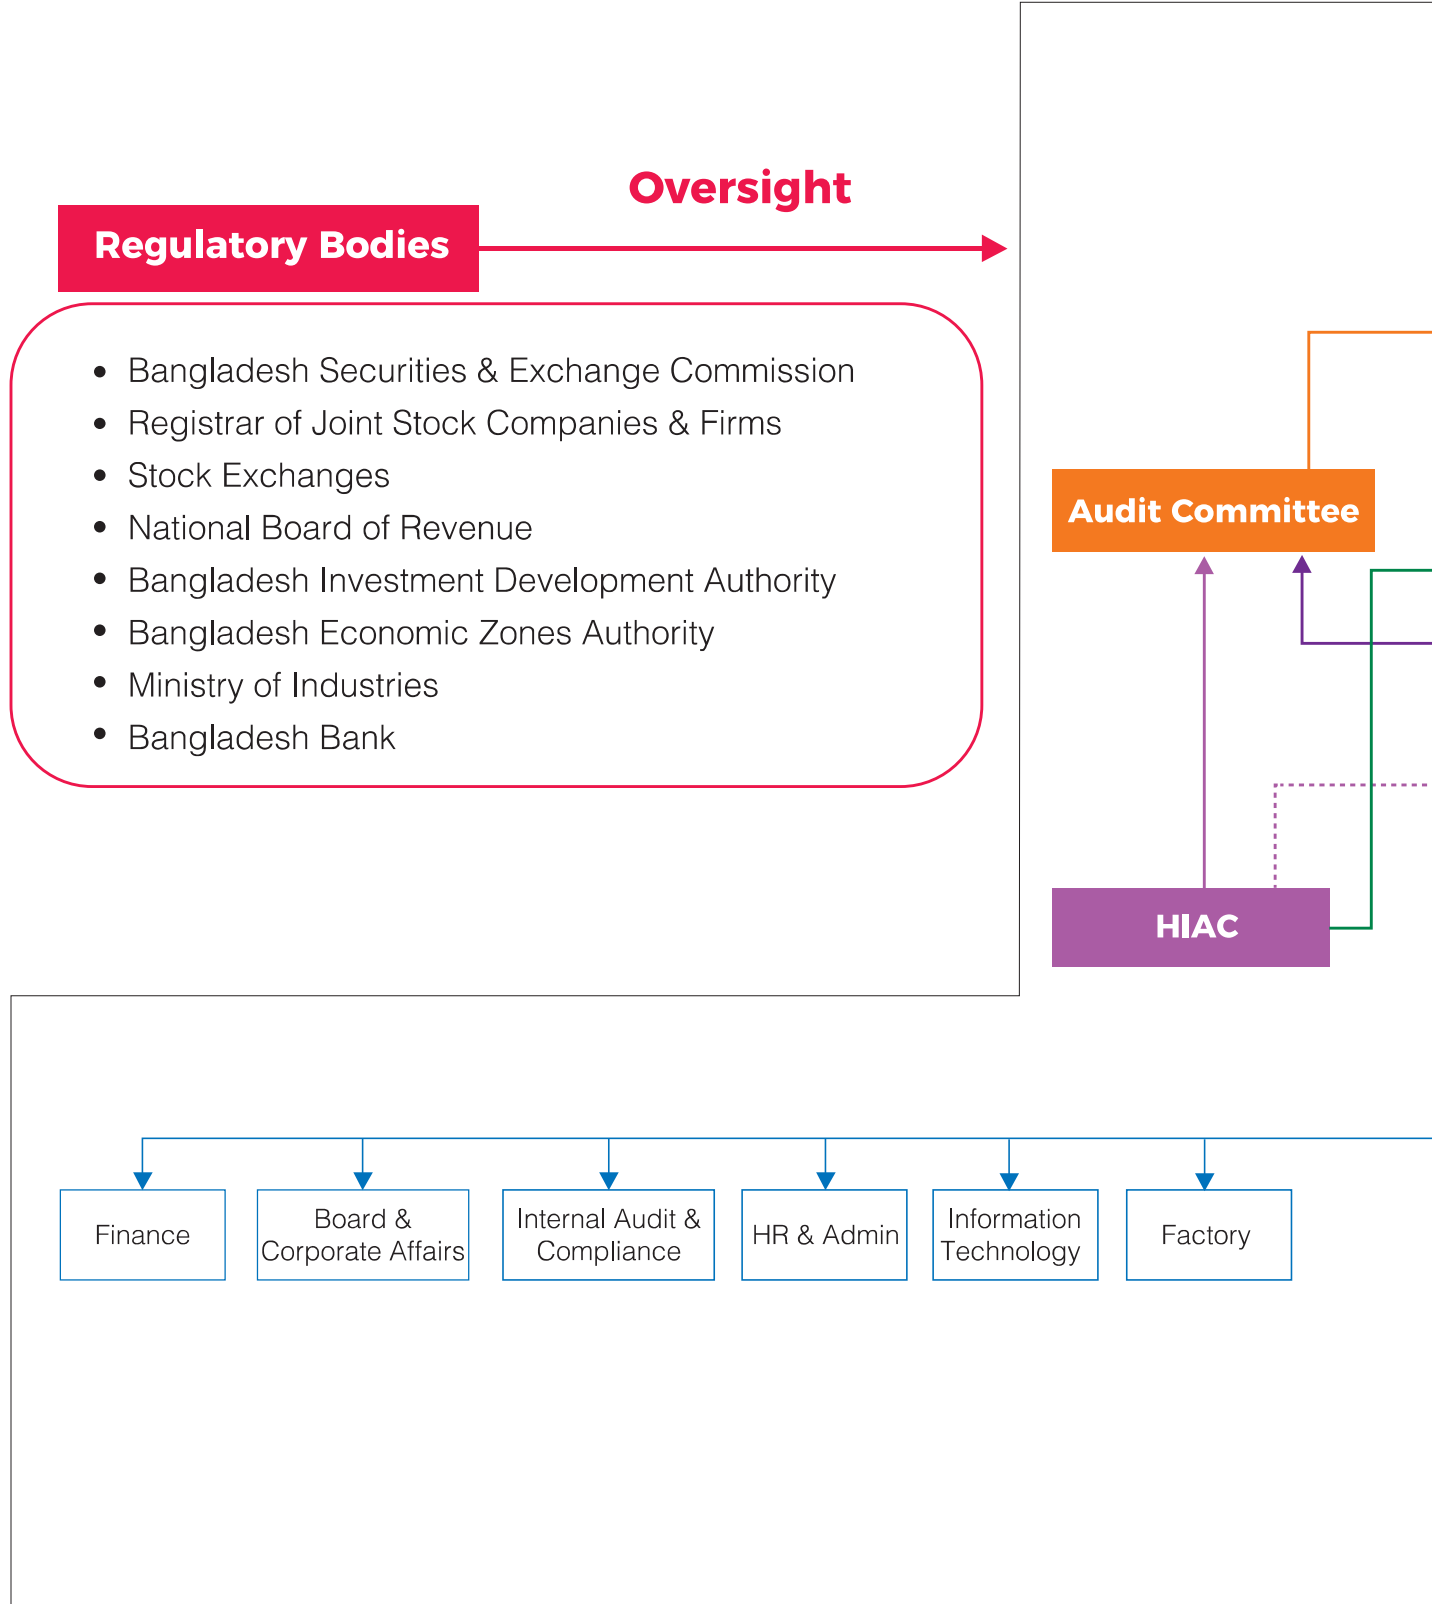 Oversight
Regulatory Bodies
• Bangladesh Securities & Exchange Commission
• Registrar of Joint Stock Companies & Firms
• Stock Exchanges
• National Board of Revenue
• Bangladesh Investment Development Authority
• Bangladesh Economic Zones Authority
• Ministry of Industries
• Bangladesh Bank
Audit Committee
HIAC
Finance
Board &
Corporate Affairs
Internal Audit &
Compliance
HR & Admin
Information
Technology
Factory